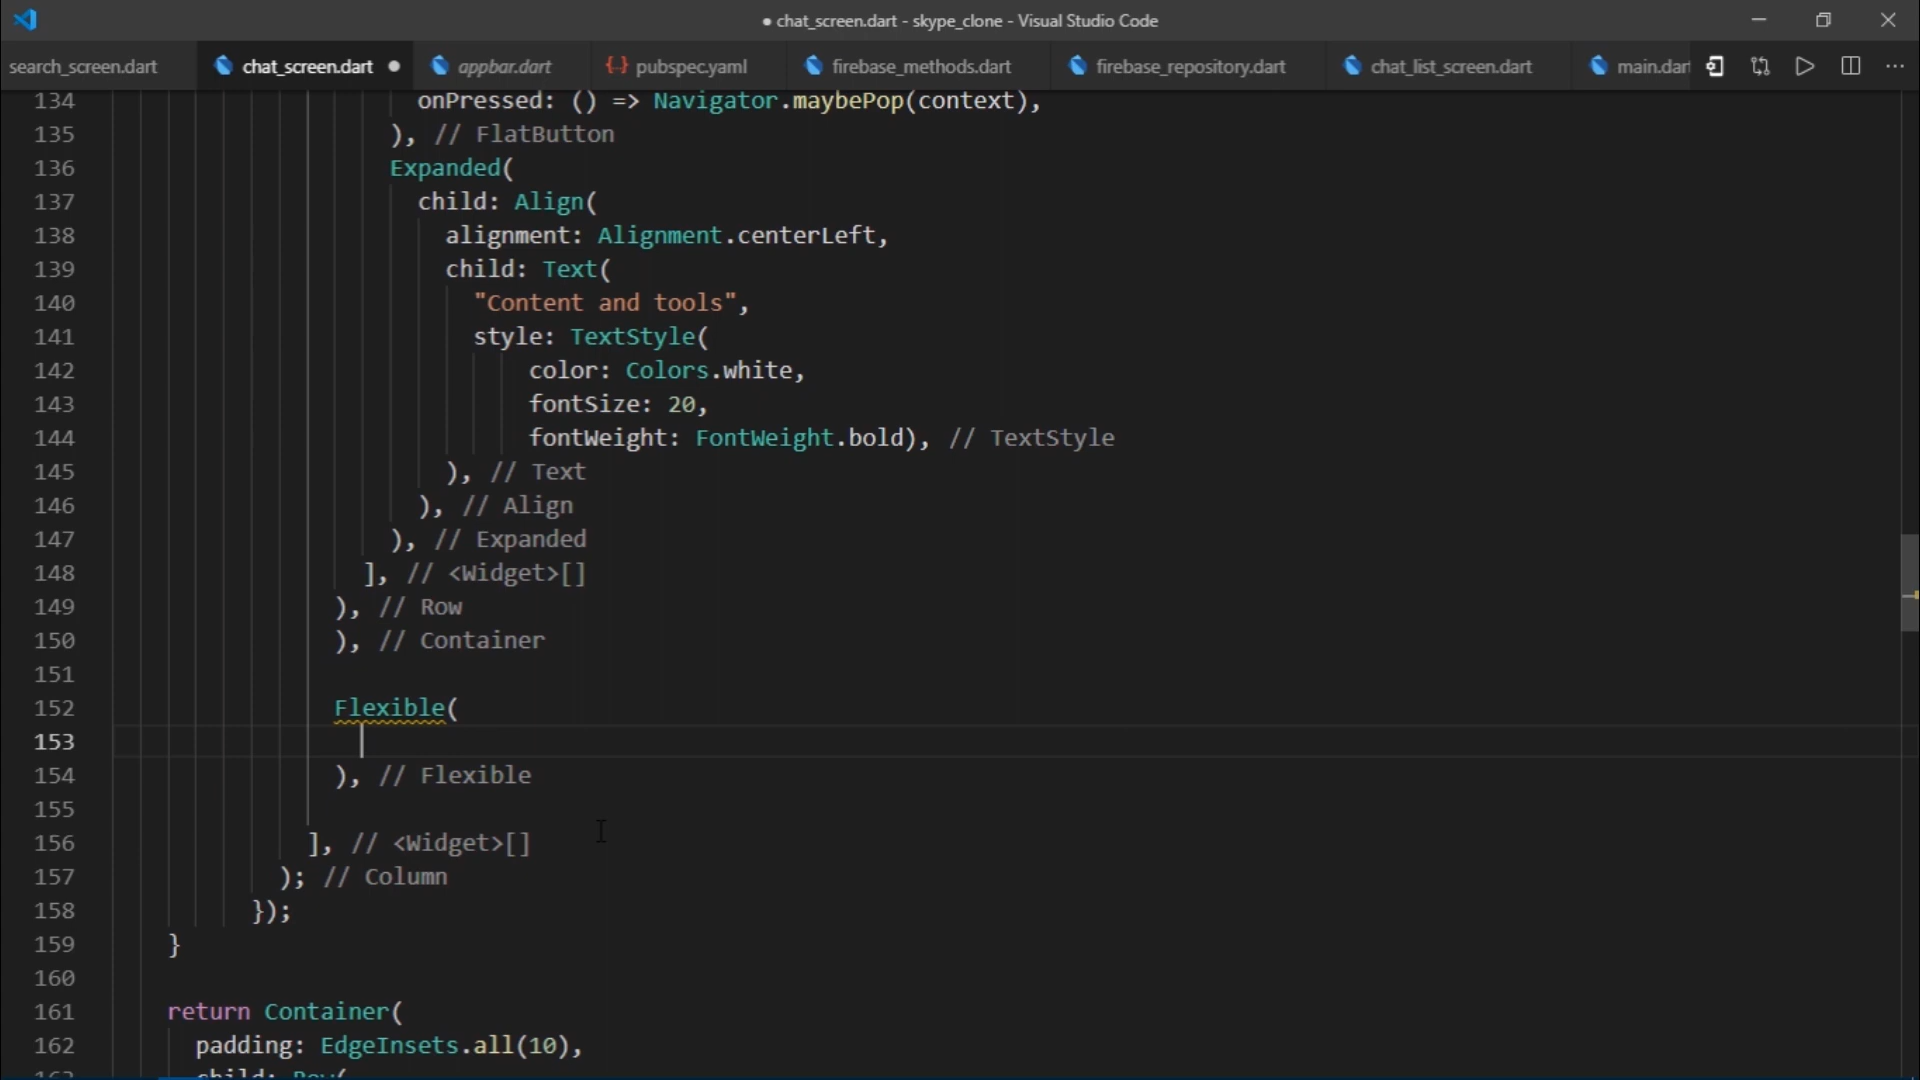 ● chat_screen.dart - skype_clone - Visual Studio Code
search_screen.dart
chat_screen.dart
appbar.dart
pubspec.yaml
firebase_methods.dart
firebase_repository.dart
chat_list_screen.dart
main.dart
134 onPressed: () => Navigator.maybePop(context),
135 ), // FlatButton
136 Expanded(
137 child: Align(
138 alignment: Alignment.centerLeft,
139 child: Text(
140 "Content and tools",
141 style: TextStyle(
142 color: Colors.white,
143 fontSize: 20,
144 fontWeight: FontWeight.bold), // TextStyle
145 ), // Text
146 ), // Align
147 ), // Expanded
148 ], // <Widget>[]
149 ), // Row
150 ), // Container
151
152 Flexible(
153
154 ), // Flexible
155
156 ], // <Widget>[]
157 ); // Column
158 });
159 }
160
161 return Container(
162 padding: EdgeInsets.all(10),
163 child: Row(